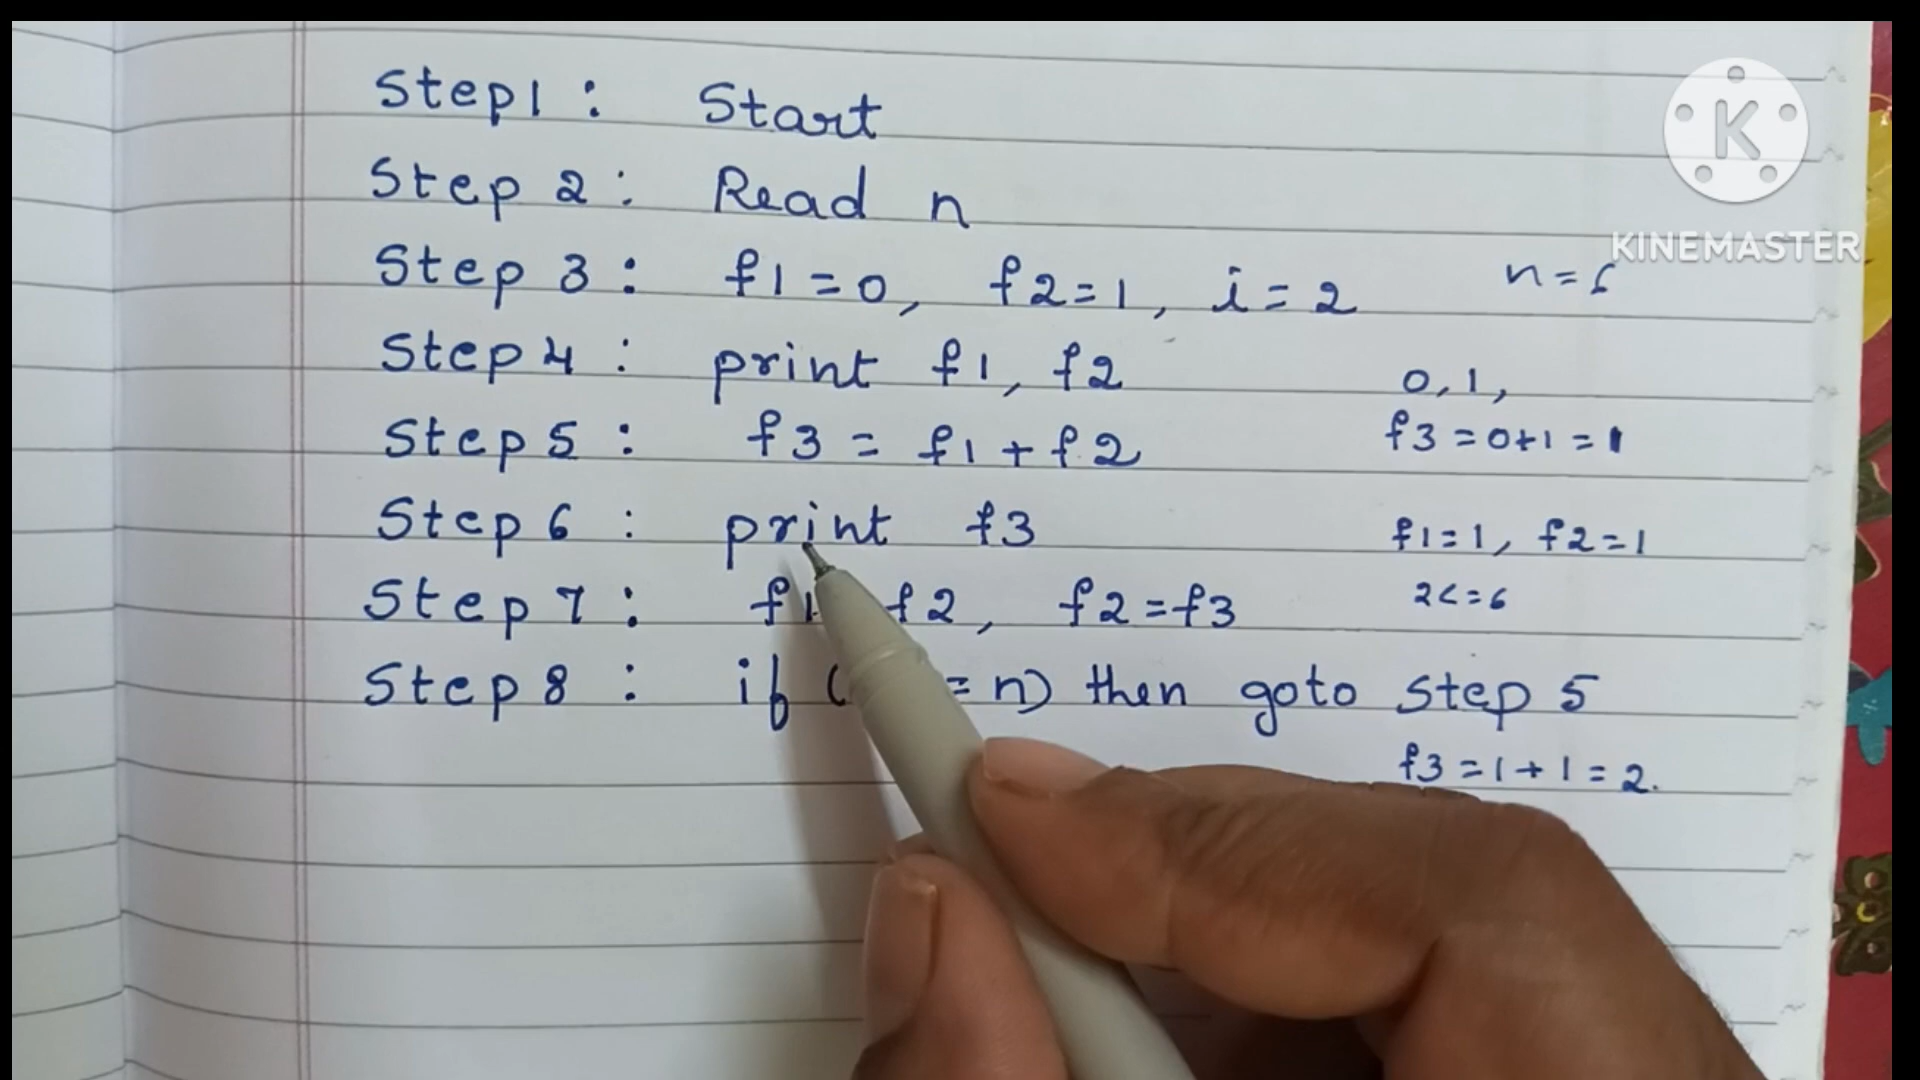 Step1 : Start
Step 2 : Read n
KINEMASTER
Step 3 : f1=0, f2=1, i=2 n=6
Step 4 : print f1, f2 0,1,
Step 5 : f3 = f1+f2 f3=0+1=1
Step 6 : print f3 f1=1, f2=1
Step 7 : f1 f2, f2=f3 2<=6
Step 8 : if ( =n) then goto step 5
f3=1+1=2.